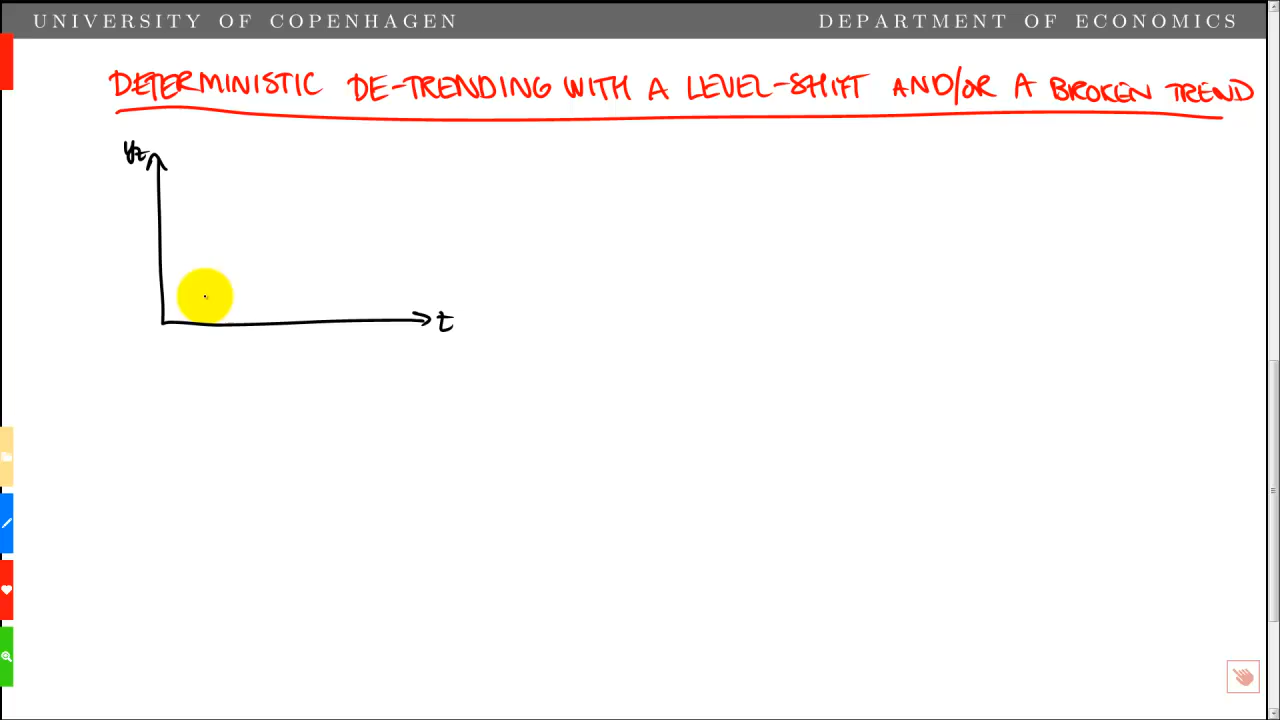 UNIVERSITY OF COPENHAGEN DEPARTMENT OF ECONOMICS
DETERMINISTIC DE-TRENDING WITH A LEVEL-SHIFT AND/OR A BROKEN TREND
yt
t